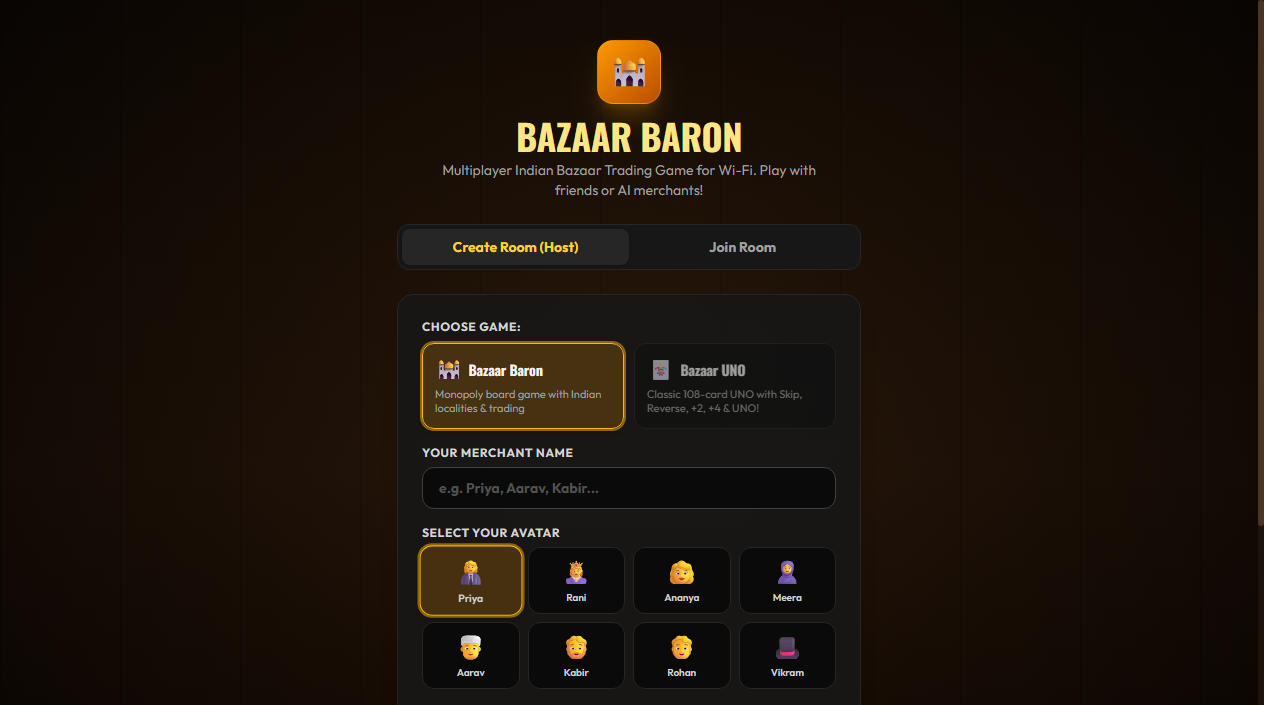 BAZAAR BARON
Multiplayer Indian Bazaar Trading Game for Wi-Fi. Play with
friends or AI merchants!
Create Room (Host)
Join Room
CHOOSE GAME:
Bazaar Baron
Monopoly board game with Indian
localities & trading
Bazaar UNO
Classic 108-card UNO with Skip,
Reverse, +2, +4 & UNO!
YOUR MERCHANT NAME
e.g. Priya, Aarav, Kabir...
SELECT YOUR AVATAR
Priya
Rani
Ananya
Meera
Aarav
Kabir
Rohan
Vikram